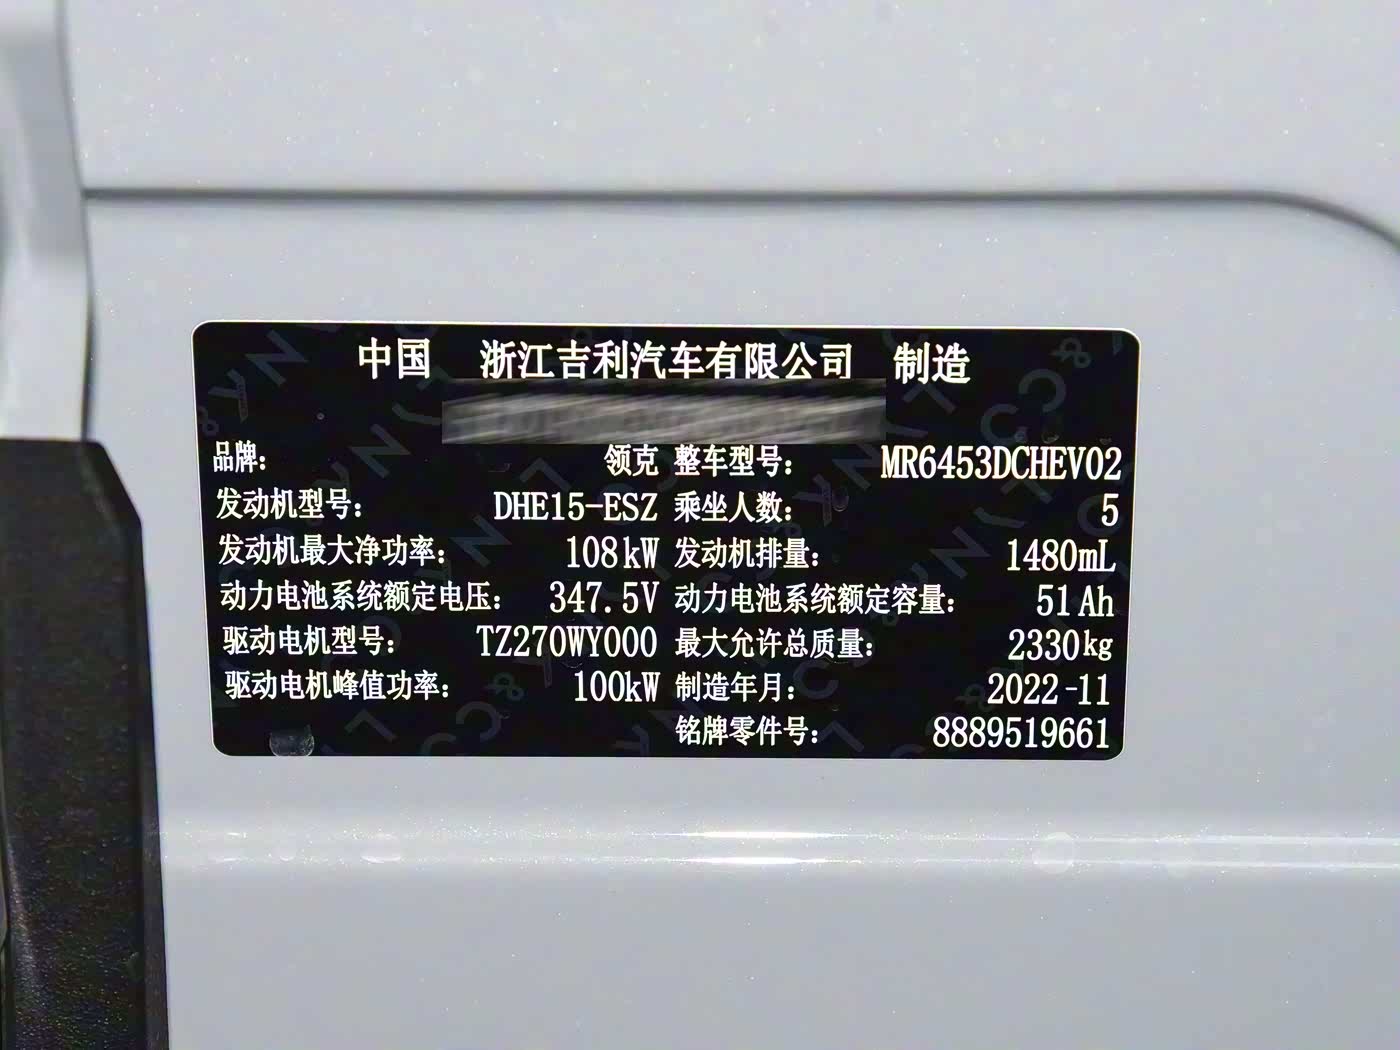 中国 浙江吉利汽车有限公司 制造
品牌: 领克 整车型号: MR6453DCHEV02
发动机型号: DHE15-ESZ 乘坐人数: 5
发动机最大净功率: 108kW 发动机排量: 1480mL
动力电池系统额定电压: 347.5V 动力电池系统额定容量: 51Ah
驱动电机型号: TZ270WY000 最大允许总质量: 2330kg
驱动电机峰值功率: 100kW 制造年月: 2022-11
铭牌零件号: 8889519661